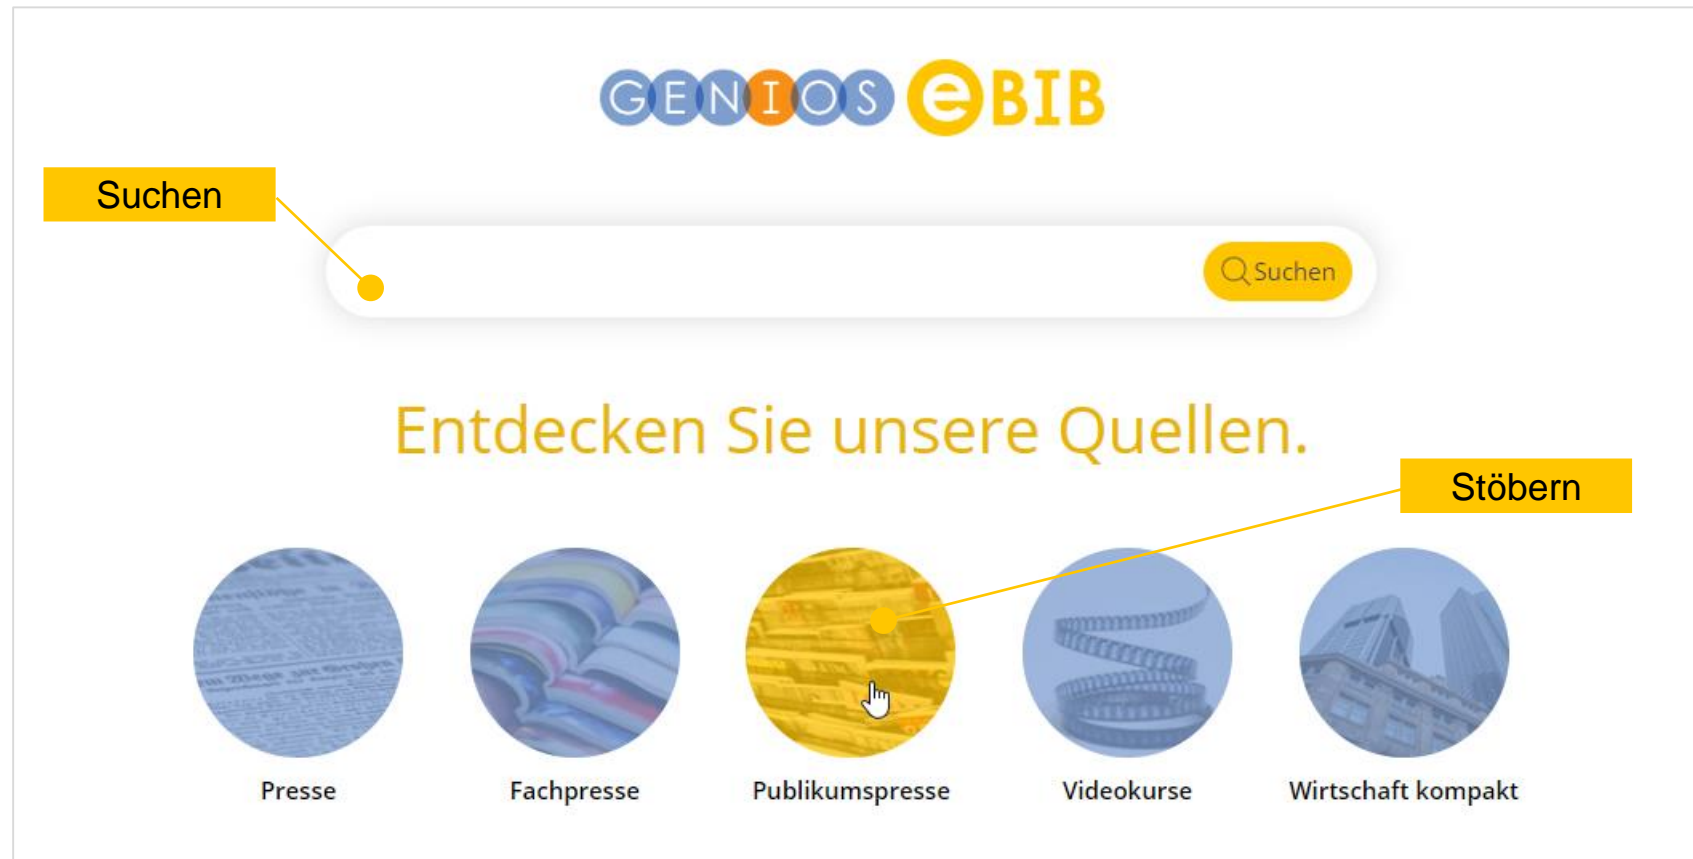 GENIOS eBIB
Suchen
Suchen
Entdecken Sie unsere Quellen.
Stöbern
Presse
Fachpresse
Publikumspresse
Videokurse
Wirtschaft kompakt